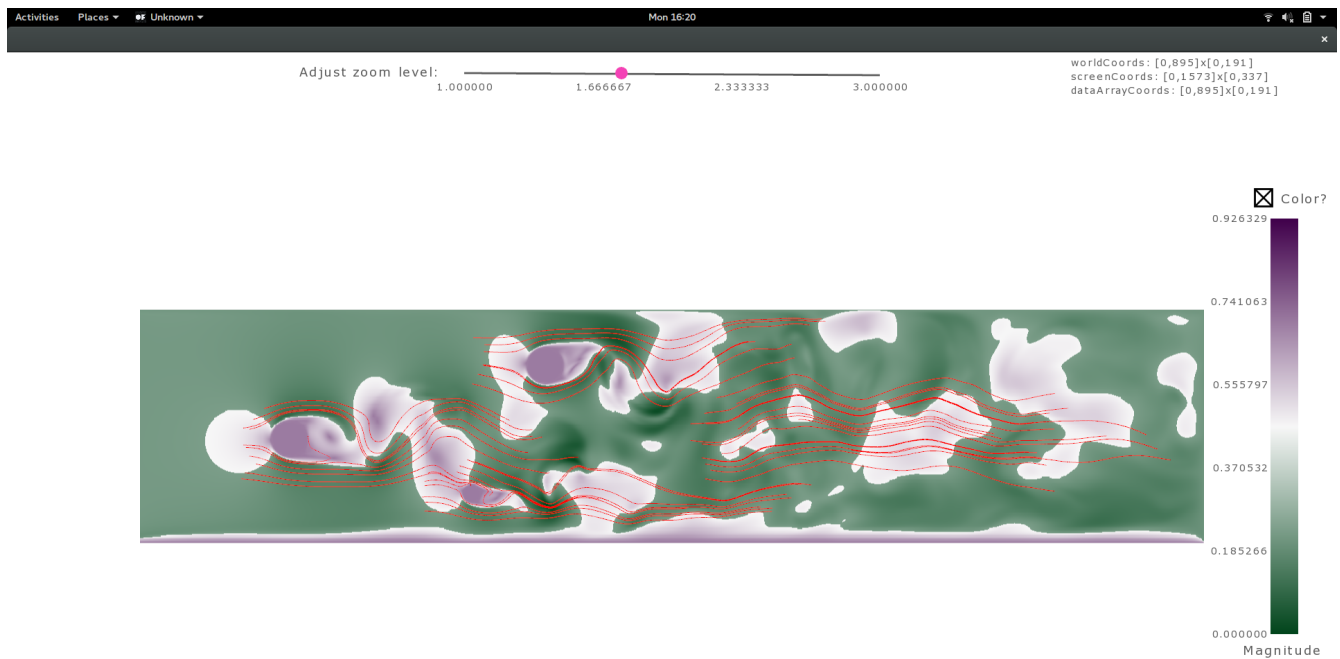 Activities Places Unknown Mon 16:20
Adjust zoom level:
1.000000 1.666667 2.333333 3.000000
worldCoords: [0,895]x[0,191]
screenCoords: [0,1573]x[0,337]
dataArrayCoords: [0,895]x[0,191]
Color?
0.926329
0.741063
0.555797
0.370532
0.185266
0.000000
Magnitude